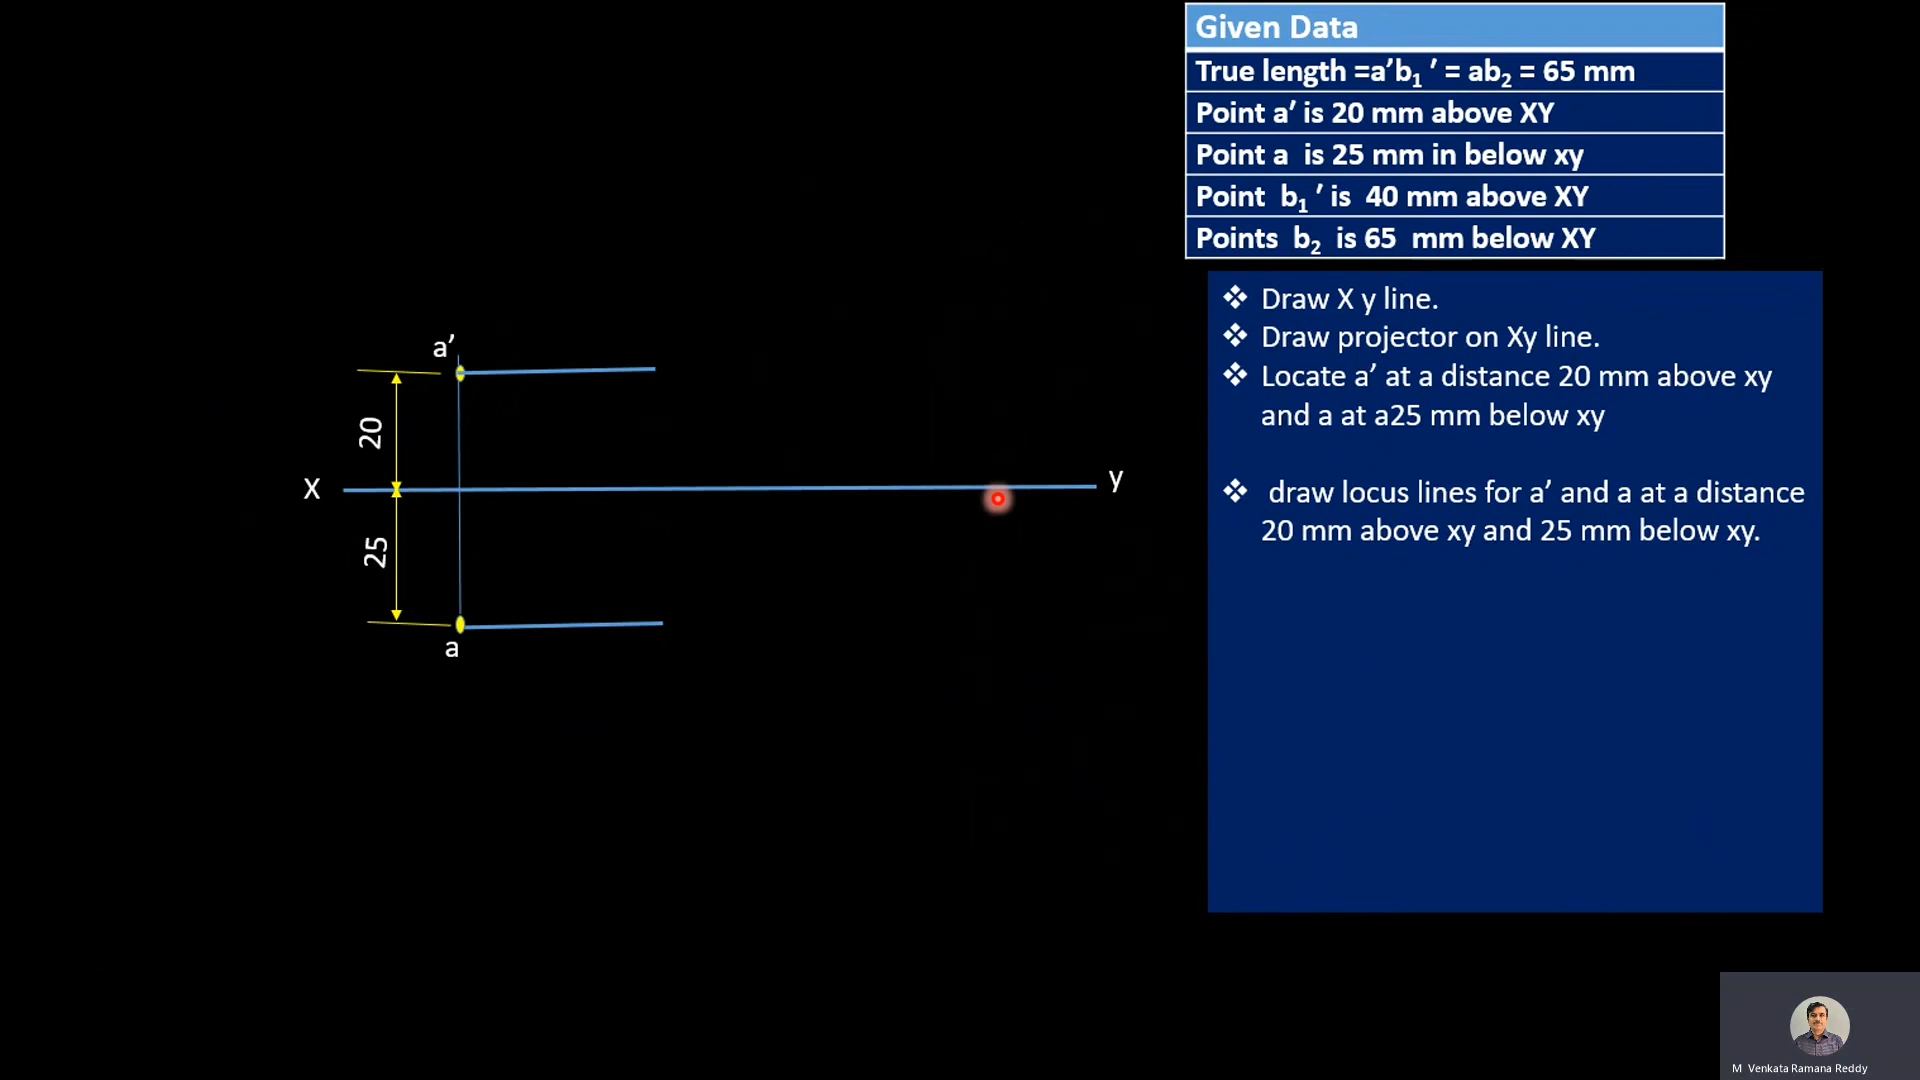 Given Data
True length =a’b₁ ′ = ab₂ = 65 mm
Point a′ is 20 mm above XY
Point a is 25 mm in below xy
Point b₁ ′ is 40 mm above XY
Points b₂ is 65 mm below XY
❖ Draw X y line.
❖ Draw projector on Xy line.
❖ Locate a’ at a distance 20 mm above xy
and a at a25 mm below xy
❖ draw locus lines for a’ and a at a distance
20 mm above xy and 25 mm below xy.
a’
20
X
y
25
a
M Venkata Ramana Reddy